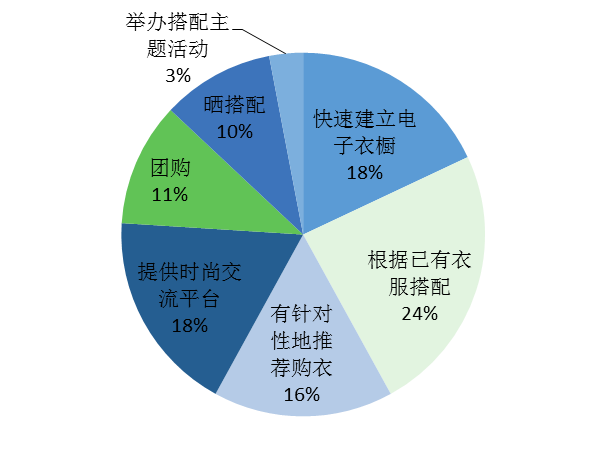 举办搭配主
题活动
3%
晒搭配
10%
快速建立电
子衣橱
18%
团购
11%
根据已有衣
服搭配
24%
提供时尚交
流平台
18%
有针对
性地推
荐购衣
16%